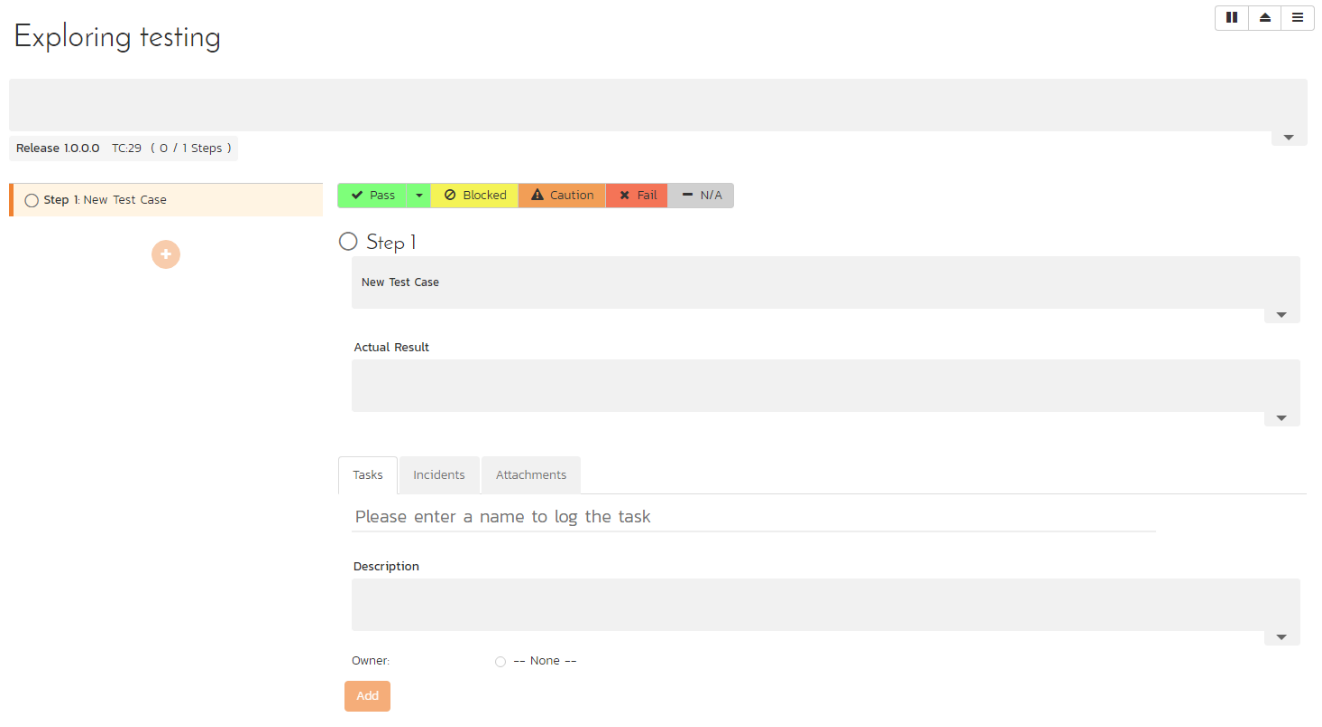 Exploring testing
Release 1.0.0.0 TC:29 ( 0 / 1 Steps )
Step 1: New Test Case
Pass Blocked Caution Fail N/A
Step 1
New Test Case
Actual Result
Tasks Incidents Attachments
Please enter a name to log the task
Description
Owner: -- None --
Add